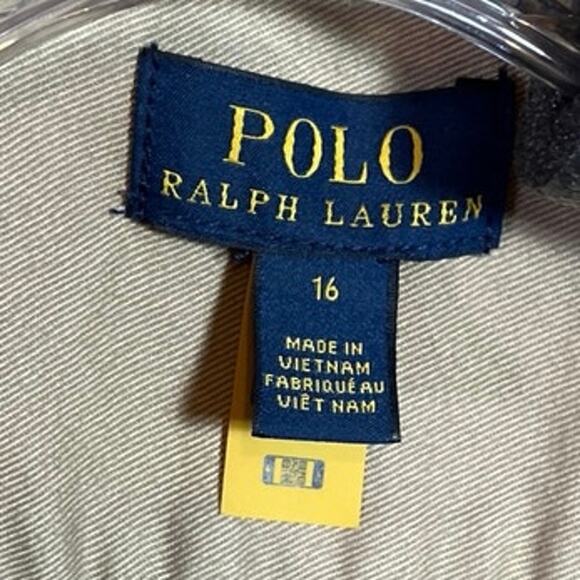 POLO
RALPH LAUREN
16
MADE IN
VIETNAM
FABRIQUÉ AU
VIÊT NAM